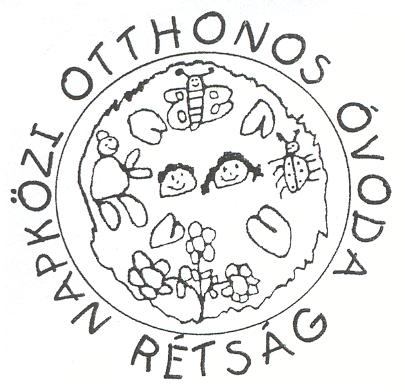 NAPKÖZI OTTHONOS ÓVODA
RÉTSÁG